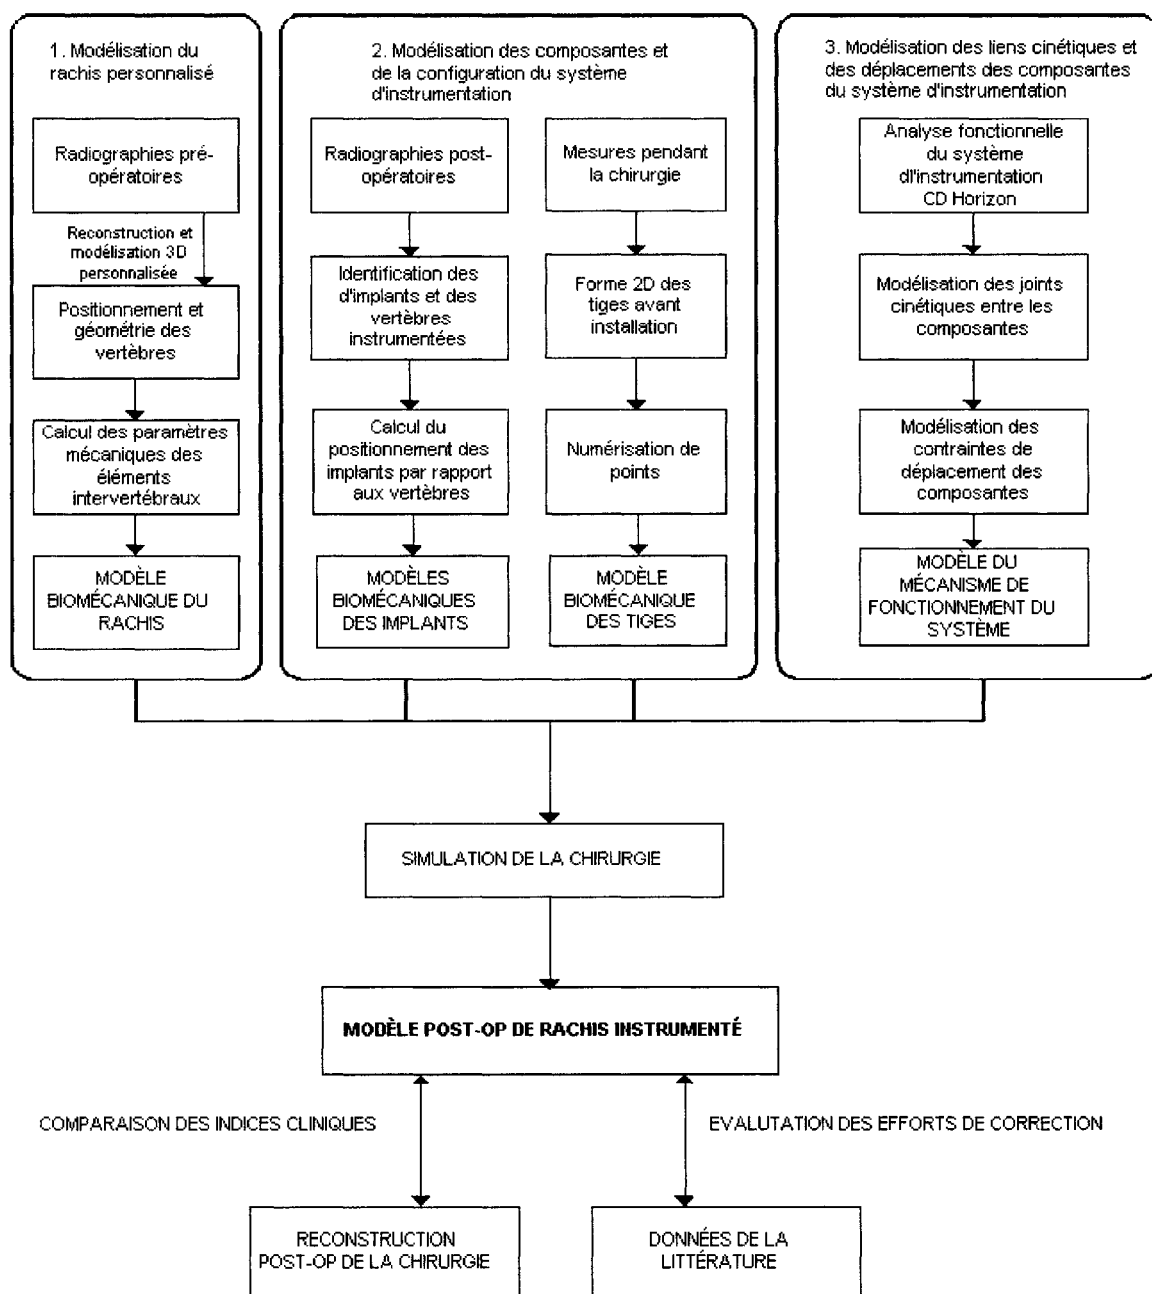 1. Modélisation du
rachis personnalisé
Radiographies pré-
opératoires
Reconstruction et
modélisation 3D
personnalisée
Positionnement et
géométrie des
vertèbres
Calcul des paramètres
mécaniques des
éléments
intervertébraux
MODÈLE
BIOMÉCANIQUE DU
RACHIS
2. Modélisation des composantes et
de la configuration du système
d'instrumentation
Radiographies post-
opératoires
Identification des
d'implants et des
vertèbres
instrumentées
Calcul du
positionnement des
implants par rapport
aux vertèbres
MODÈLES
BIOMÉCANIQUES
DES IMPLANTS
Mesures pendant
la chirurgie
Forme 2D des
tiges avant
installation
Numérisation de
points
MODÈLE
BIOMÉCANIQUE
DES TIGES
3. Modélisation des liens cinétiques et
des déplacements des composantes
du système d'instrumentation
Analyse fonctionnelle
du système
dl'instrumentation
CD Horizon
Modélisation des joints
cinétiques entre les
composantes
Modélisation des
contraintes de
déplacement des
composantes
MODÈLE DU
MÉCANISME DE
FONCTIONNEMENT DU
SYSTÈME
SIMULATION DE LA CHIRURGIE
MODÈLE POST-OP DE RACHIS INSTRUMENTÉ
COMPARAISON DES INDICES CLINIQUES
EVALUTATION DES EFFORTS DE CORRECTION
RECONSTRUCTION
POST-OP DE LA CHIRURGIE
DONNÉES DE LA
LITTÉRATURE